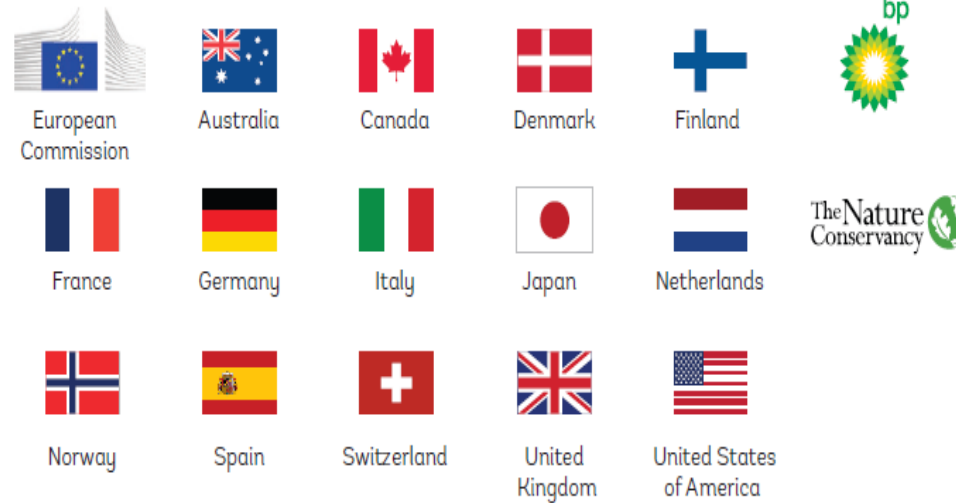 bp
European
Commission
Australia
Canada
Denmark
Finland
The Nature
Conservancy
France
Germany
Italy
Japan
Netherlands
Norway
Spain
Switzerland
United
Kingdom
United States
of America